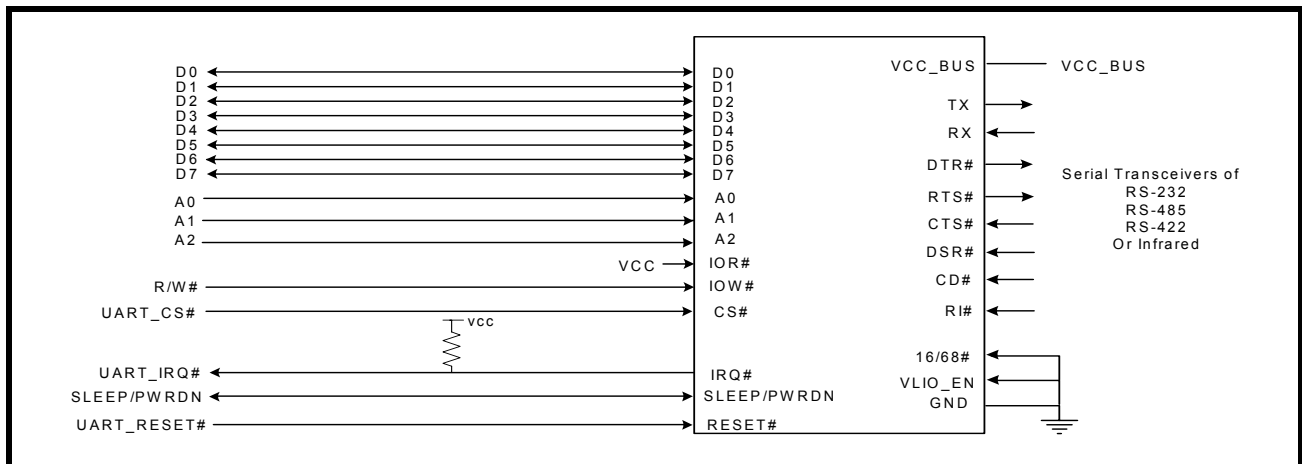 D0
D1
D2
D3
D4
D5
D6
D7
A0
A1
A2
VCC
R/W#
UART_CS#
vcc
UART_IRQ#
SLEEP/PWRDN
UART_RESET#
D0
D1
D2
D3
D4
D5
D6
D7
A0
A1
A2
IOR#
IOW#
CS#
IRQ#
SLEEP/PWRDN
RESET#
VCC_BUS
TX
RX
DTR#
RTS#
CTS#
DSR#
CD#
RI#
16/68#
VLIO_EN
GND
VCC_BUS
Serial Transceivers of
RS-232
RS-485
RS-422
Or Infrared